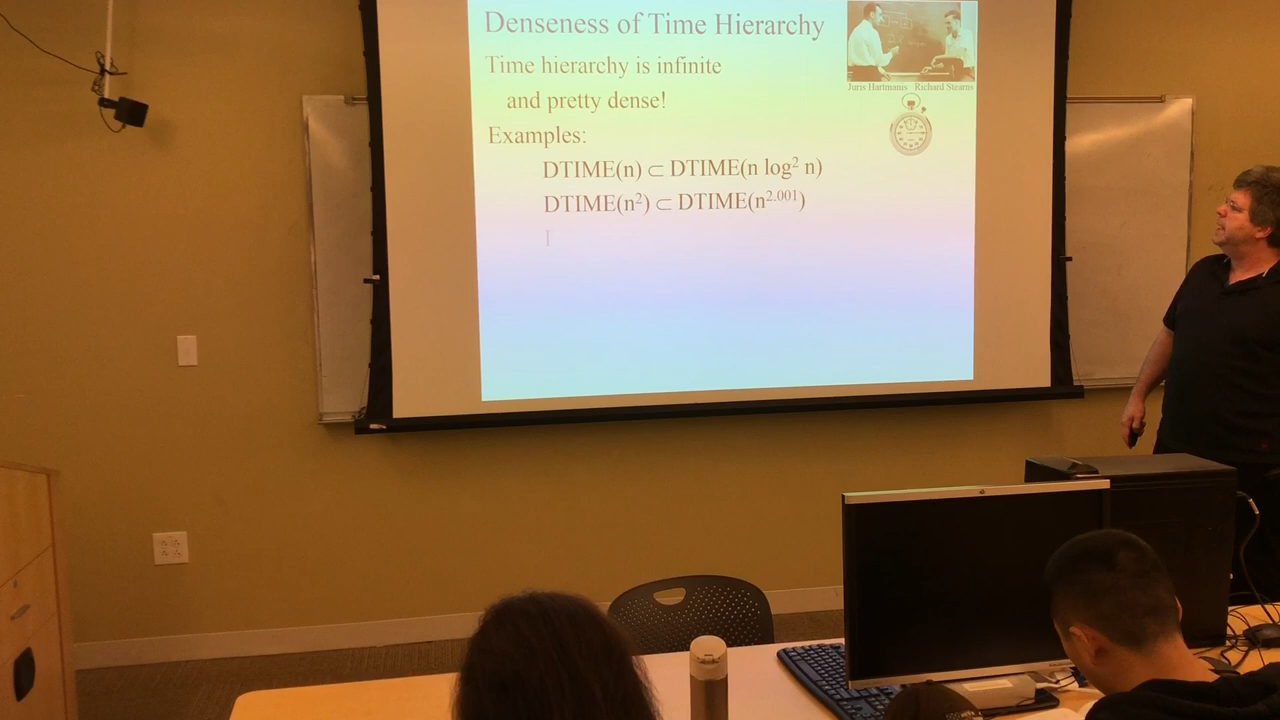 Denseness of Time Hierarchy
Time hierarchy is infinite
and pretty dense!
Examples:
DTIME(n) ⊂ DTIME(n log² n)
DTIME(n²) ⊂ DTIME(n²·⁰⁰¹)
Juris Hartmanis Richard Stearns